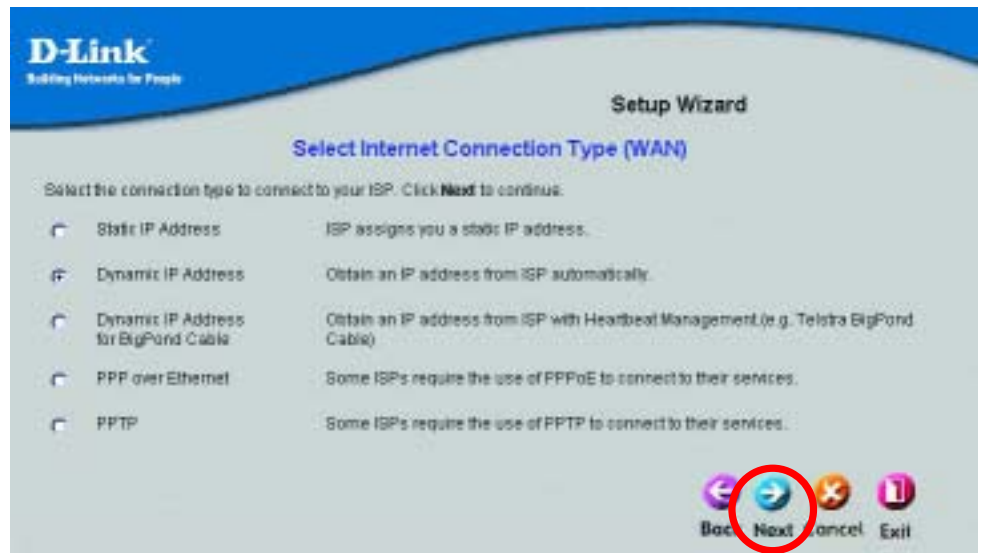 D-Link
Building Networks for People
Setup Wizard
Select Internet Connection Type (WAN)
Select the connection type to connect to your ISP. Click Next to continue.
Static IP Address ISP assigns you a static IP address.
Dynamic IP Address Obtain an IP address from ISP automatically.
Dynamic IP Address for BigPond Cable Obtain an IP address from ISP with Heartbeat Management.(e.g. Telstra BigPond Cable)
PPP over Ethernet Some ISPs require the use of PPPoE to connect to their services.
PPTP Some ISPs require the use of PPTP to connect to their services.
Back Next Cancel Exit